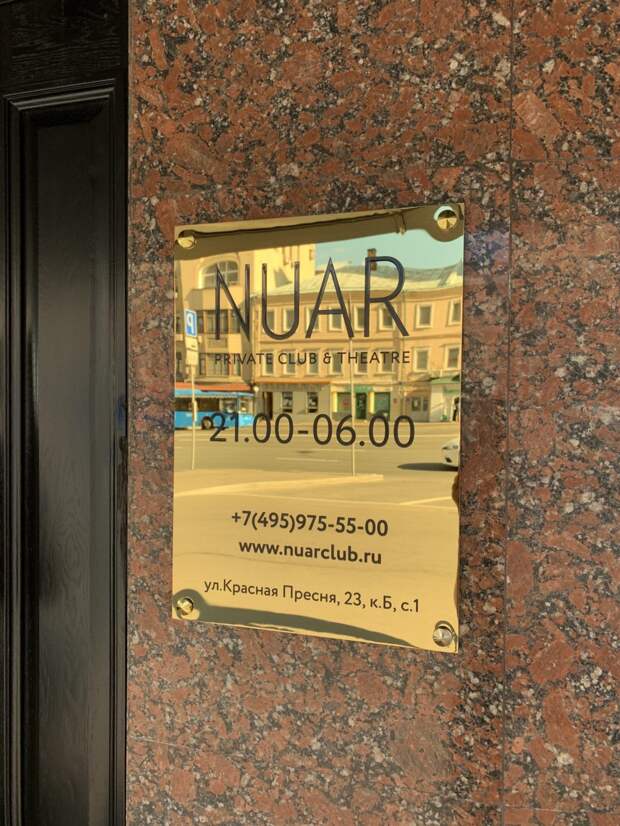 NUAR
PRIVATE CLUB & THEATRE
21.00-06.00
+7(495)975-55-00
www.nuarclub.ru
ул.Красная Пресня, 23, к.Б, с.1